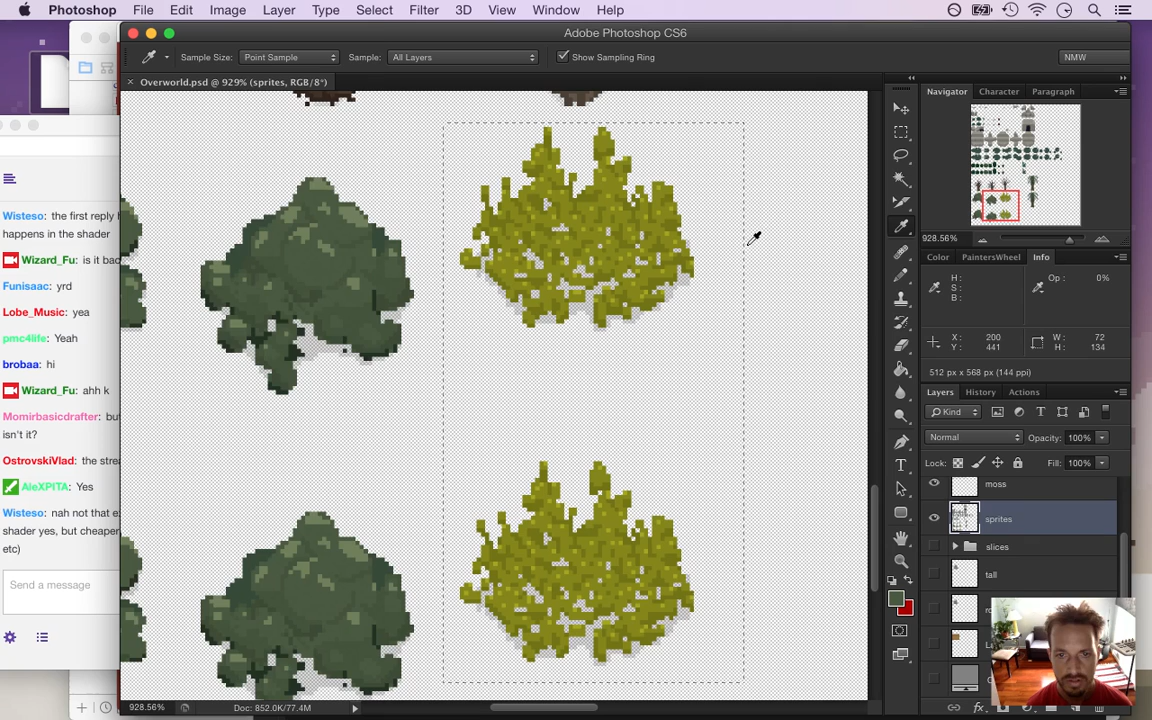 Photoshop File Edit Image Layer Type Select Filter 3D View Window Help
Adobe Photoshop CS6
Sample Size: Point Sample Sample: All Layers Show Sampling Ring NMW
Overworld.psd @ 929% (sprites, RGB/8*)
Navigator Character Paragraph
928.56%
Color PaintersWheel Info
H:
S:
B:
Op: 0%
X: 200
Y: 441
W: 72
H: 134
512 px x 568 px (144 ppi)
Layers History Actions
Kind
Normal Opacity: 100%
Lock: Fill: 100%
moss
sprites
slices
tall
Wisteso: the first reply
happens in the shader
Wizard_Fu: is it
Funisaac: yrd
Lobe_Music: yea
pmc4life: Yeah
brobaa: hi
Wizard_Fu: ahh k
Momirbasicdrafter:
isn't it?
OstrovskiVlad: the
AleXPITA: Yes
Wisteso: nah not that
shader yes, but cheaper
etc)
Send a message
928.56% Doc: 852.0K/77.4M